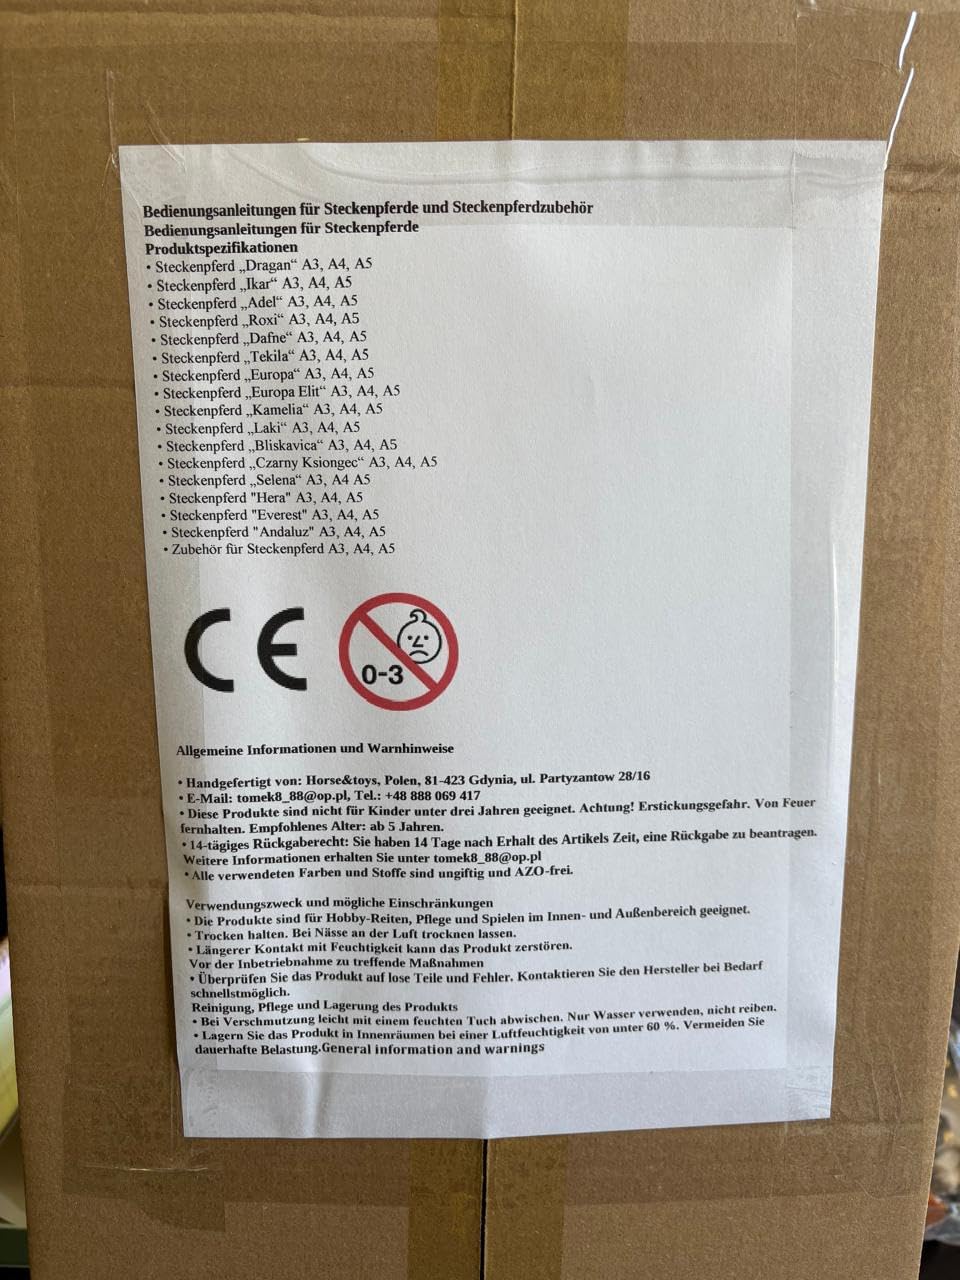 Bedienungsanleitungen für Steckenpferde und Steckenpferdzubehör
Bedienungsanleitungen für Steckenpferde
Produktspezifikationen
• Steckenpferd „Dragan“ A3, A4, A5
• Steckenpferd „Ikar“ A3, A4, A5
• Steckenpferd „Adel“ A3, A4, A5
• Steckenpferd „Roxi“ A3, A4, A5
• Steckenpferd „Dafne“ A3, A4, A5
• Steckenpferd „Tekila“ A3, A4, A5
• Steckenpferd „Europa“ A3, A4, A5
• Steckenpferd „Europa Elit“ A3, A4, A5
• Steckenpferd „Kamelia“ A3, A4, A5
• Steckenpferd „Laki“ A3, A4, A5
• Steckenpferd „Bliskavica“ A3, A4, A5
• Steckenpferd „Czarny Ksiongec“ A3, A4, A5
• Steckenpferd „Selena“ A3, A4 A5
• Steckenpferd "Hera" A3, A4, A5
• Steckenpferd "Everest" A3, A4, A5
• Steckenpferd "Andaluz" A3, A4, A5
• Zubehör für Steckenpferd A3, A4, A5
CE
0-3
Allgemeine Informationen und Warnhinweise
• Handgefertigt von: Horse&toys, Polen, 81-423 Gdynia, ul. Partyzantow 28/16
• E-Mail: tomek8_88@op.pl, Tel.: +48 888 069 417
• Diese Produkte sind nicht für Kinder unter drei Jahren geeignet. Achtung! Erstickungsgefahr. Von Feuer
fernhalten. Empfohlenes Alter: ab 5 Jahren.
• 14-tägiges Rückgaberecht: Sie haben 14 Tage nach Erhalt des Artikels Zeit, eine Rückgabe zu beantragen.
Weitere Informationen erhalten Sie unter tomek8_88@op.pl
• Alle verwendeten Farben und Stoffe sind ungiftig und AZO-frei.
Verwendungszweck und mögliche Einschränkungen
• Die Produkte sind für Hobby-Reiten, Pflege und Spielen im Innen- und Außenbereich geeignet.
• Trocken halten. Bei Nässe an der Luft trocknen lassen.
• Längerer Kontakt mit Feuchtigkeit kann das Produkt zerstören.
Vor der Inbetriebnahme zu treffende Maßnahmen
• Überprüfen Sie das Produkt auf lose Teile und Fehler. Kontaktieren Sie den Hersteller bei Bedarf
schnellstmöglich.
Reinigung, Pflege und Lagerung des Produkts
• Bei Verschmutzung leicht mit einem feuchten Tuch abwischen. Nur Wasser verwenden, nicht reiben.
• Lagern Sie das Produkt in Innenräumen bei einer Luftfeuchtigkeit von unter 60 %. Vermeiden Sie
dauerhafte Belastung.General information and warnings